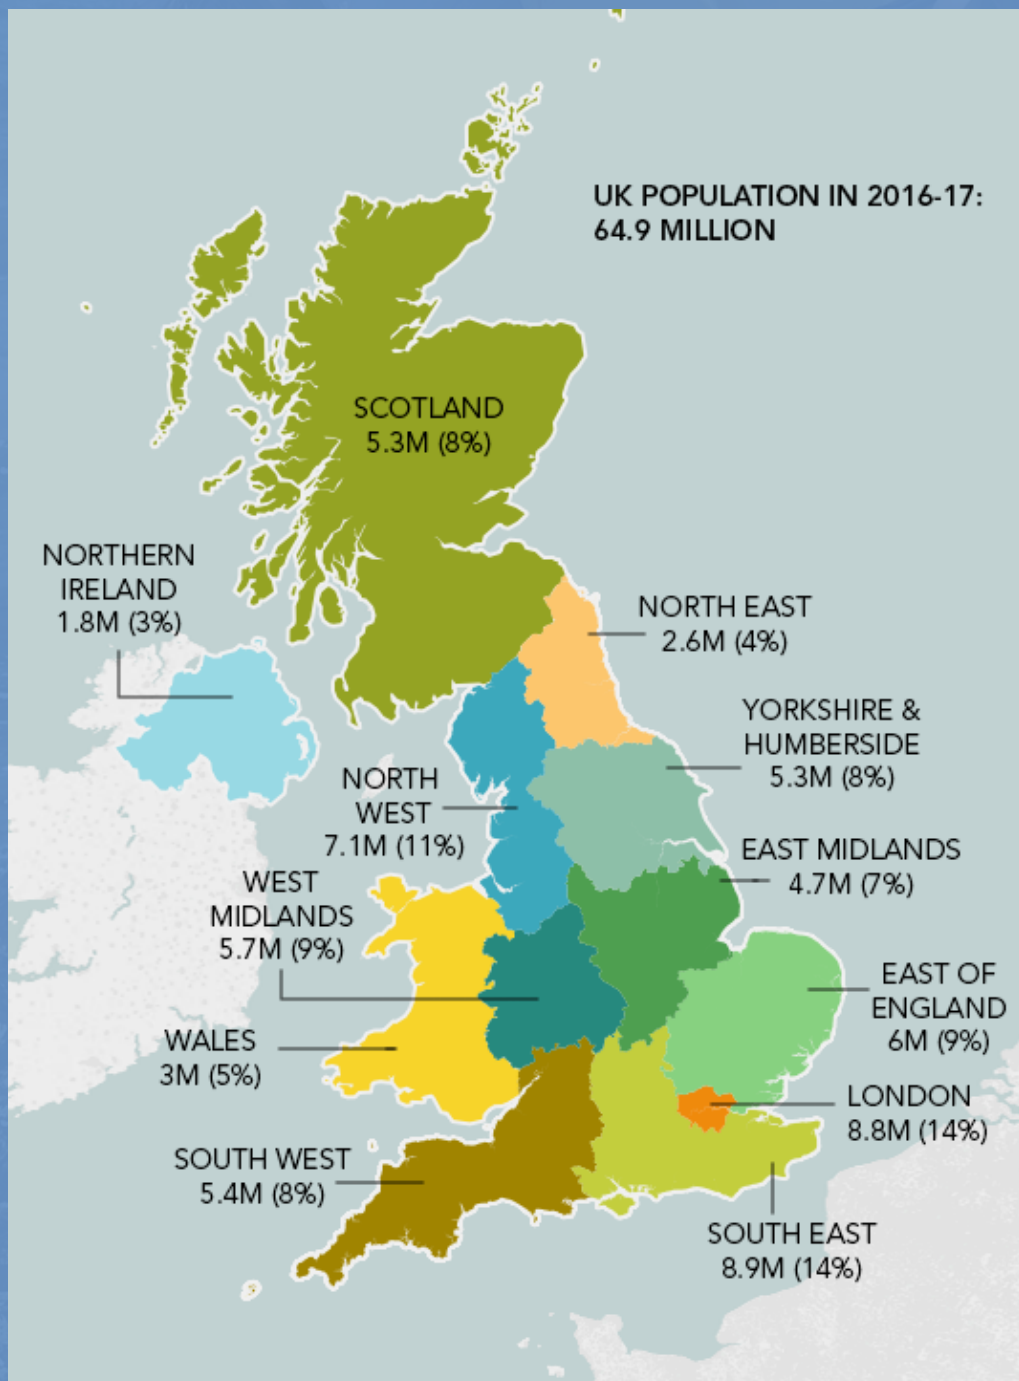 UK POPULATION IN 2016-17:
64.9 MILLION
SCOTLAND
5.3M (8%)
NORTHERN
IRELAND
1.8M (3%)
NORTH EAST
2.6M (4%)
YORKSHIRE &
HUMBERSIDE
5.3M (8%)
NORTH
WEST
7.1M (11%)
EAST MIDLANDS
4.7M (7%)
WEST
MIDLANDS
5.7M (9%)
EAST OF
ENGLAND
6M (9%)
WALES
3M (5%)
LONDON
8.8M (14%)
SOUTH WEST
5.4M (8%)
SOUTH EAST
8.9M (14%)